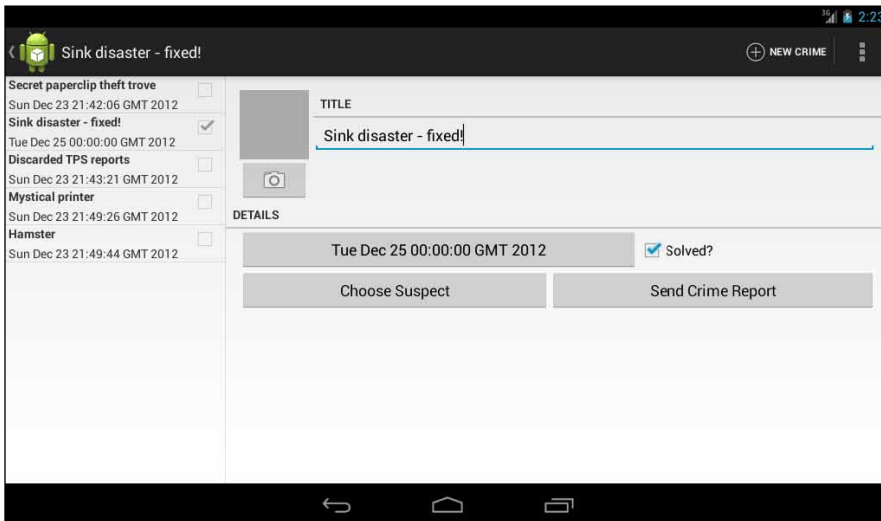 3G 2:23
Sink disaster - fixed!
NEW CRIME
Secret paperclip theft trove
Sun Dec 23 21:42:06 GMT 2012
Sink disaster - fixed!
Tue Dec 25 00:00:00 GMT 2012
Discarded TPS reports
Sun Dec 23 21:43:21 GMT 2012
Mystical printer
Sun Dec 23 21:49:26 GMT 2012
Hamster
Sun Dec 23 21:49:44 GMT 2012
TITLE
Sink disaster - fixed!
DETAILS
Tue Dec 25 00:00:00 GMT 2012
Solved?
Choose Suspect
Send Crime Report